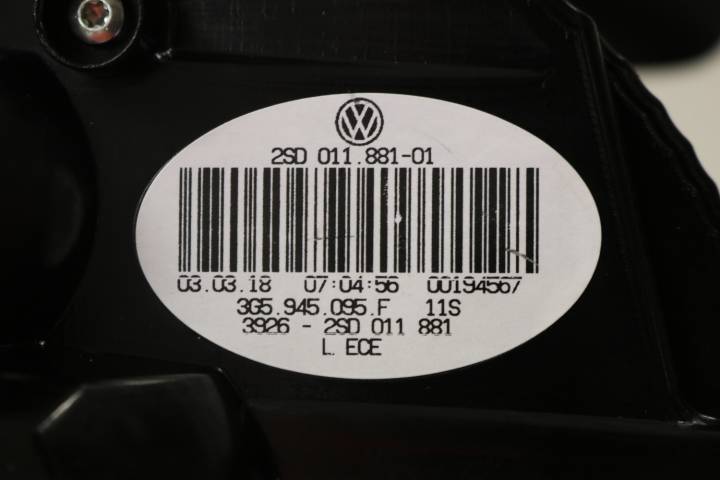 2SD 011.881-01
03.03.18 07:04:56 00194567
3G5.945.095.F 11S
3926 - 2SD 011 881
L. ECE